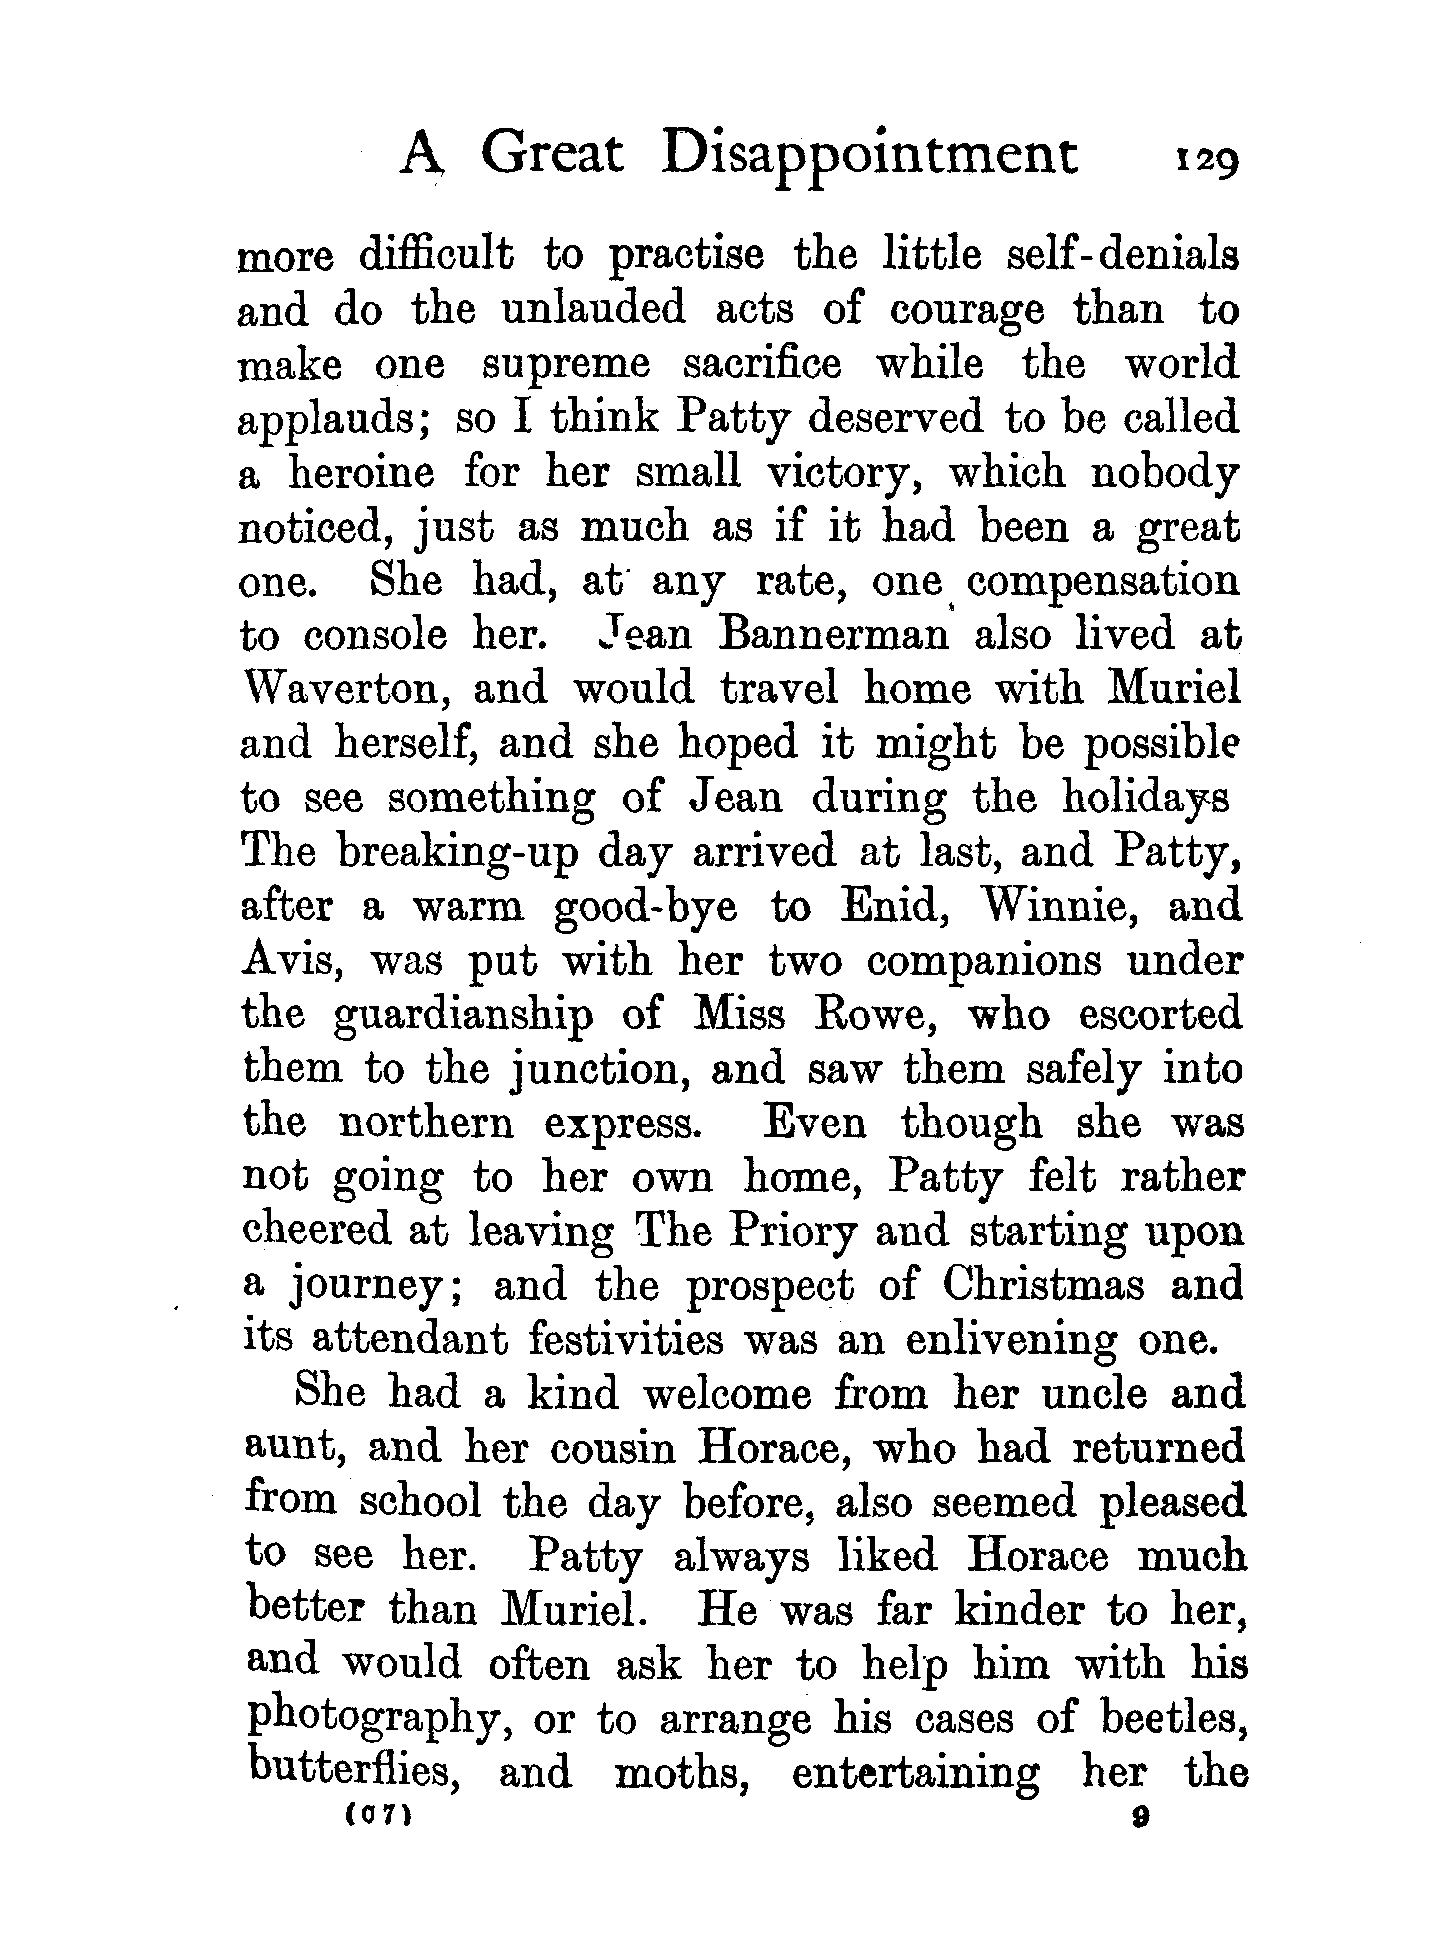 A Great Disappointment 129
more difficult to practise the little self-denials
and do the unlauded acts of courage than to
make one supreme sacrifice while the world
applauds; so I think Patty deserved to be called
a heroine for her small victory, which nobody
noticed, just as much as if it had been a great
one. She had, at any rate, one compensation
to console her. Jean Bannerman also lived at
Waverton, and would travel home with Muriel
and herself, and she hoped it might be possible
to see something of Jean during the holidays
The breaking-up day arrived at last, and Patty,
after a warm good-bye to Enid, Winnie, and
Avis, was put with her two companions under
the guardianship of Miss Rowe, who escorted
them to the junction, and saw them safely into
the northern express. Even though she was
not going to her own home, Patty felt rather
cheered at leaving The Priory and starting upon
a journey; and the prospect of Christmas and
its attendant festivities was an enlivening one.
She had a kind welcome from her uncle and
aunt, and her cousin Horace, who had returned
from school the day before, also seemed pleased
to see her. Patty always liked Horace much
better than Muriel. He was far kinder to her,
and would often ask her to help him with his
photography, or to arrange his cases of beetles,
butterflies, and moths, entertaining her the
9